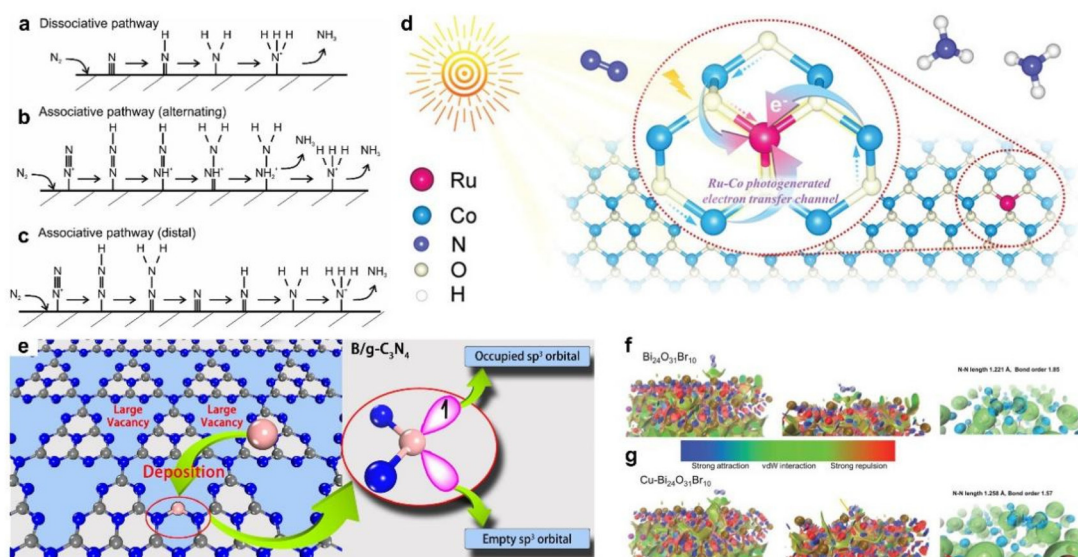 a
Dissociative pathway
N₂
N
H
N
H H
N
H H H
N⁺
NH₃
b
Associative pathway (alternating)
N₂
N
N⁺
H
N
N
H
N
NH⁺
H H
N
NH⁺
H H
N
NH₂⁺
NH₃
H H H
N⁺
NH₃
c
Associative pathway (distal)
N₂
N
N⁺
H
N
N
H H
N
N
N
H
N
H H
N
H H H
N⁺
NH₃
d
e⁻
Ru-Co photogenerated
electron transfer channel
Ru
Co
N
O
H
e
B/g-C₃N₄
Large
Vacancy
Large
Vacancy
Deposition
Occupied sp³ orbital
Empty sp³ orbital
f
Bi₂₄O₃₁Br₁₀
N-N length 1.221 Å, Bond order 1.85
Strong attraction vdW interaction Strong repulsion
g
Cu-Bi₂₄O₃₁Br₁₀
N-N length 1.258 Å, Bond order 1.57